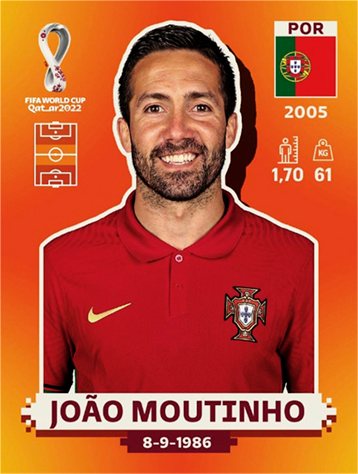 POR
FIFA WORLD CUP
Qatar2022
2005
KG
1,70 61
JOÃO MOUTINHO
8-9-1986